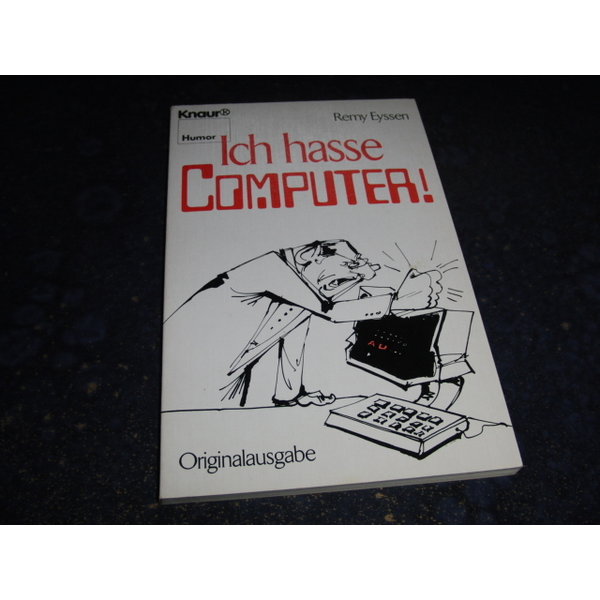 Knaur®
Humor
Remy Eyssen
Ich hasse
COMPUTER!
AU
Originalausgabe